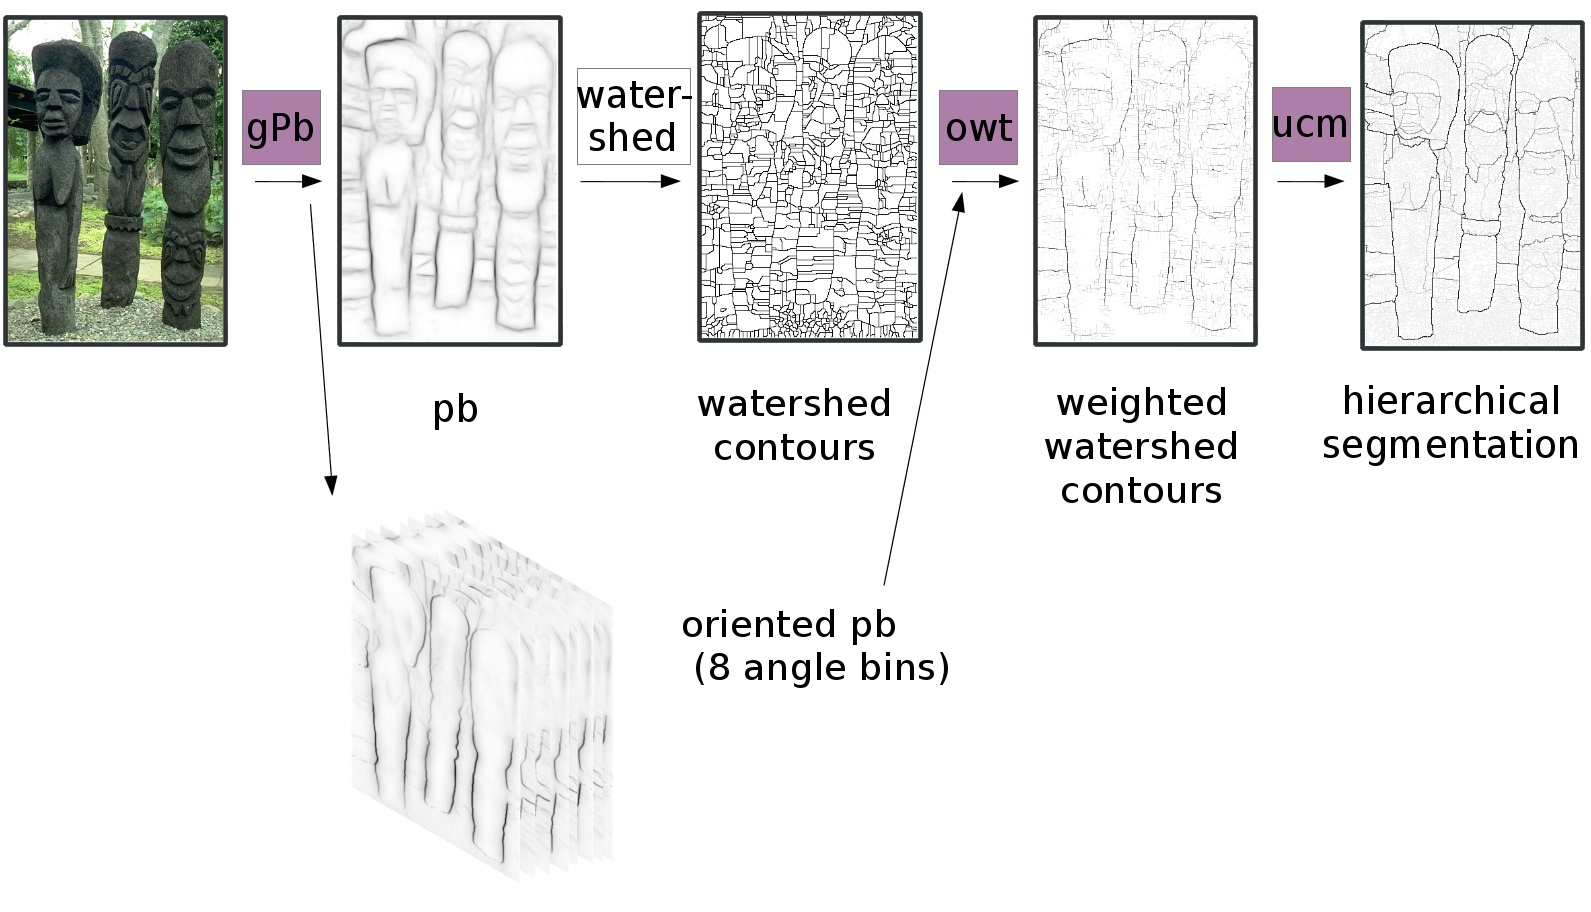 gPb
water-
shed
owt
ucm
pb
watershed
contours
weighted
watershed
contours
hierarchical
segmentation
oriented pb
(8 angle bins)